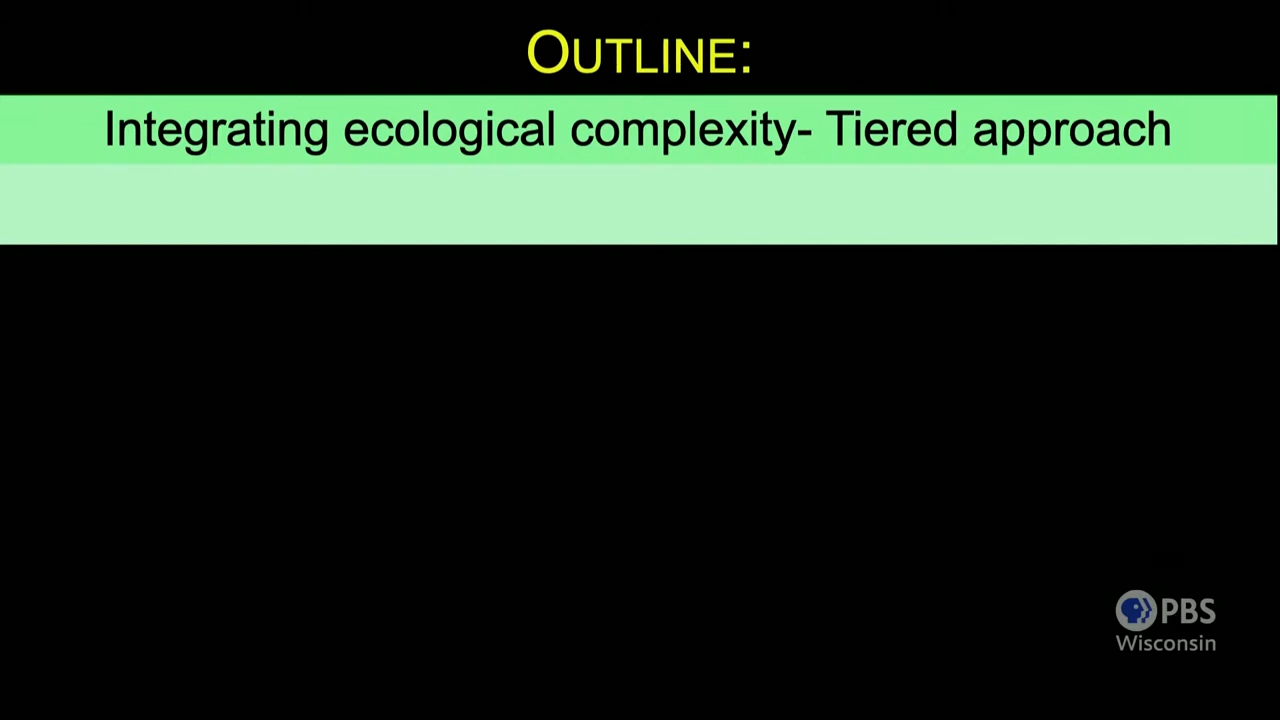 OUTLINE:
Integrating ecological complexity- Tiered approach
PBS
Wisconsin